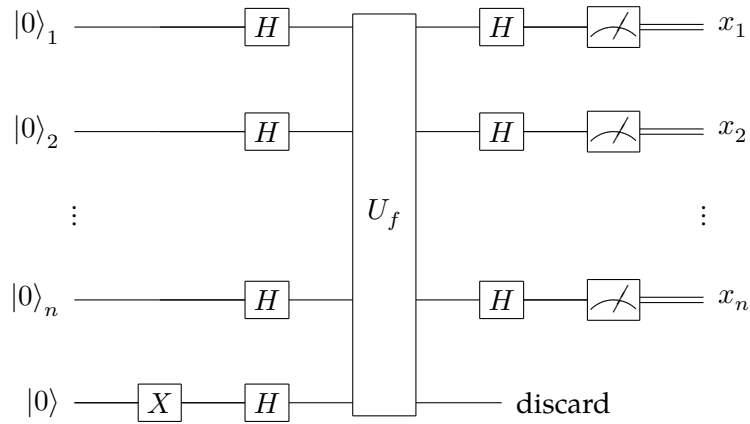 |0⟩₁ H H x₁
|0⟩₂ H H x₂
⋮ U_f ⋮
|0⟩ₙ H H xₙ
|0⟩ X H discard